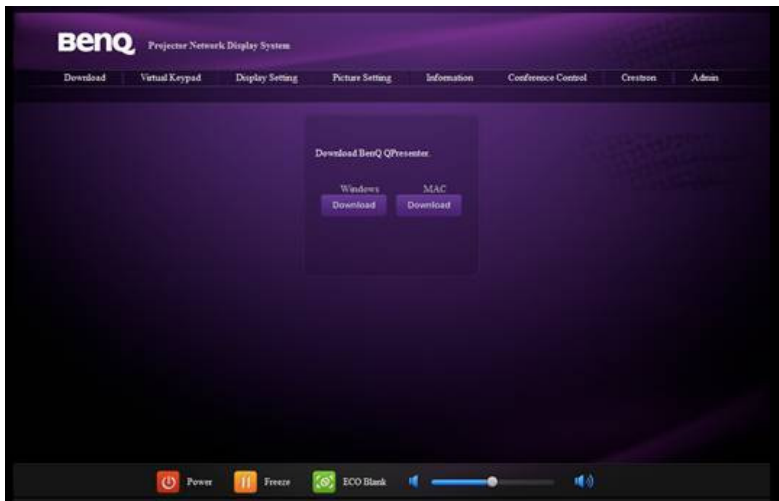 BenQ Projector Network Display System
Download Virtual Keypad Display Setting Picture Setting Information Conference Control Crestron Admin
Download BenQ QPresenter.
Windows MAC
Download Download
Power Freeze ECO Blank